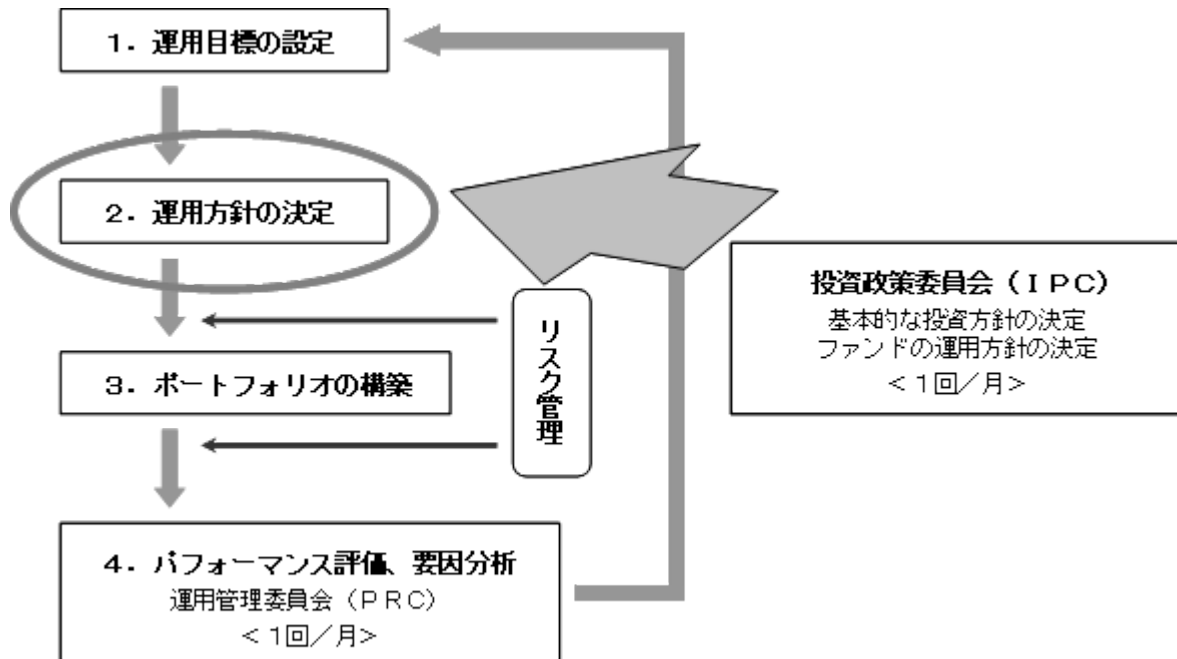 １．運用目標の設定
２．運用方針の決定
投資政策委員会（ＩＰＣ）
基本的な投資方針の決定
ファンドの運用方針の決定
＜１回／月＞
リスク管理
３．ポートフォリオの構築
４．パフォーマンス評価、要因分析
運用管理委員会（ＰＲＣ）
＜１回／月＞